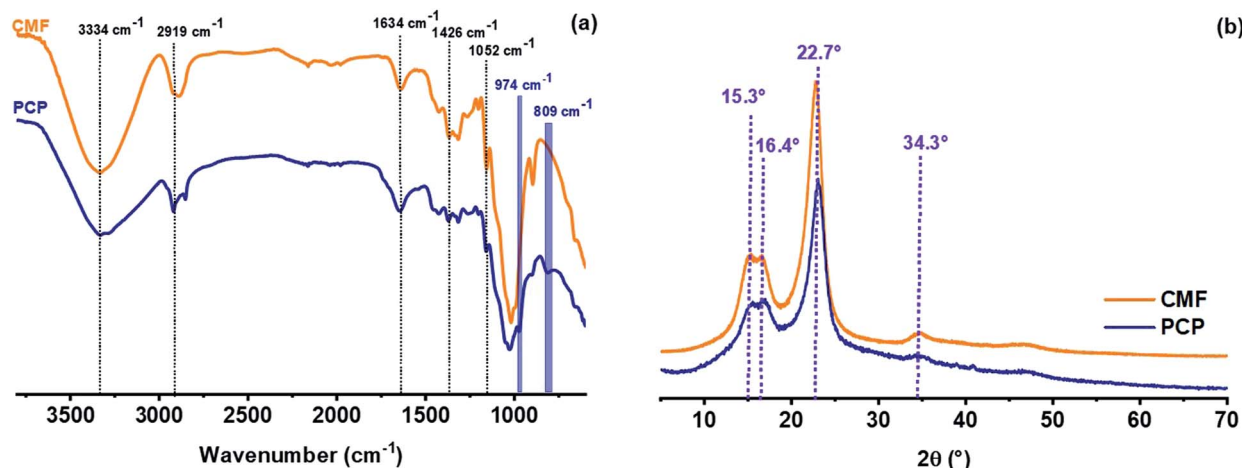 (a)
CMF
PCP
3334 cm⁻¹
2919 cm⁻¹
1634 cm⁻¹
1426 cm⁻¹
1052 cm⁻¹
974 cm⁻¹
809 cm⁻¹
3500 3000 2500 2000 1500 1000
Wavenumber (cm⁻¹)
(b)
22.7°
15.3°
16.4°
34.3°
CMF
PCP
10 20 30 40 50 60 70
2θ (°)